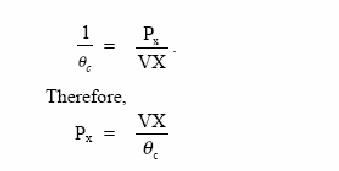 1/θc = Px/VX .
Therefore,
Px = VX/θc